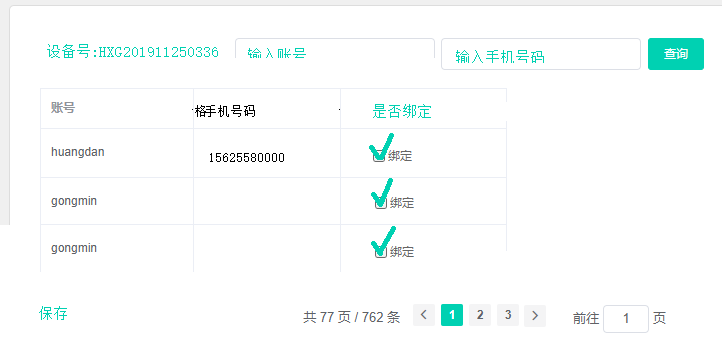 设备号:HXG201911250336 输入账号 输入手机号码 查询
账号 格手机号码 是否绑定
huangdan 15625580000 绑定
gongmin 绑定
gongmin 绑定
保存 共 77 页 / 762 条 < 1 2 3 > 前往 1 页